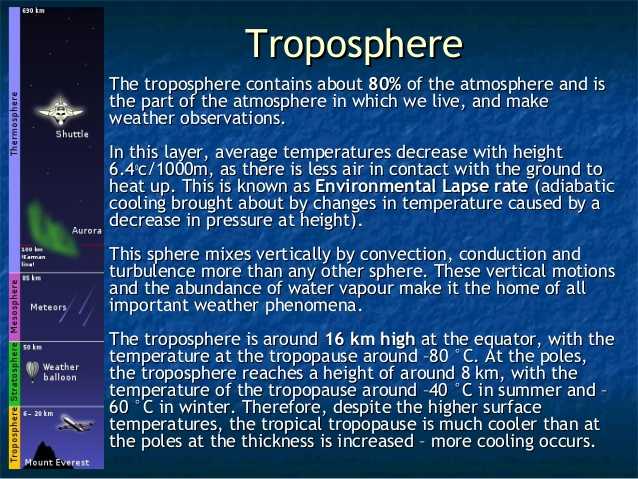 Troposphere
The troposphere contains about 80% of the atmosphere and is
the part of the atmosphere in which we live, and make
weather observations.
In this layer, average temperatures decrease with height
6.4°c/1000m, as there is less air in contact with the ground to
heat up. This is known as Environmental Lapse rate (adiabatic
cooling brought about by changes in temperature caused by a
decrease in pressure at height).
This sphere mixes vertically by convection, conduction and
turbulence more than any other sphere. These vertical motions
and the abundance of water vapour make it the home of all
important weather phenomena.
The troposphere is around 16 km high at the equator, with the
temperature at the tropopause around –80 °C. At the poles,
the troposphere reaches a height of around 8 km, with the
temperature of the tropopause around –40 °C in summer and –
60 °C in winter. Therefore, despite the higher surface
temperatures, the tropical tropopause is much cooler than at
the poles at the thickness is increased – more cooling occurs.
690 km
Thermosphere
Shuttle
Aurora
100 km
(Karman
line)
Mesosphere
85 km
Meteors
Stratosphere
50 km
Weather
balloon
Troposphere
6 – 20 km
Mount Everest